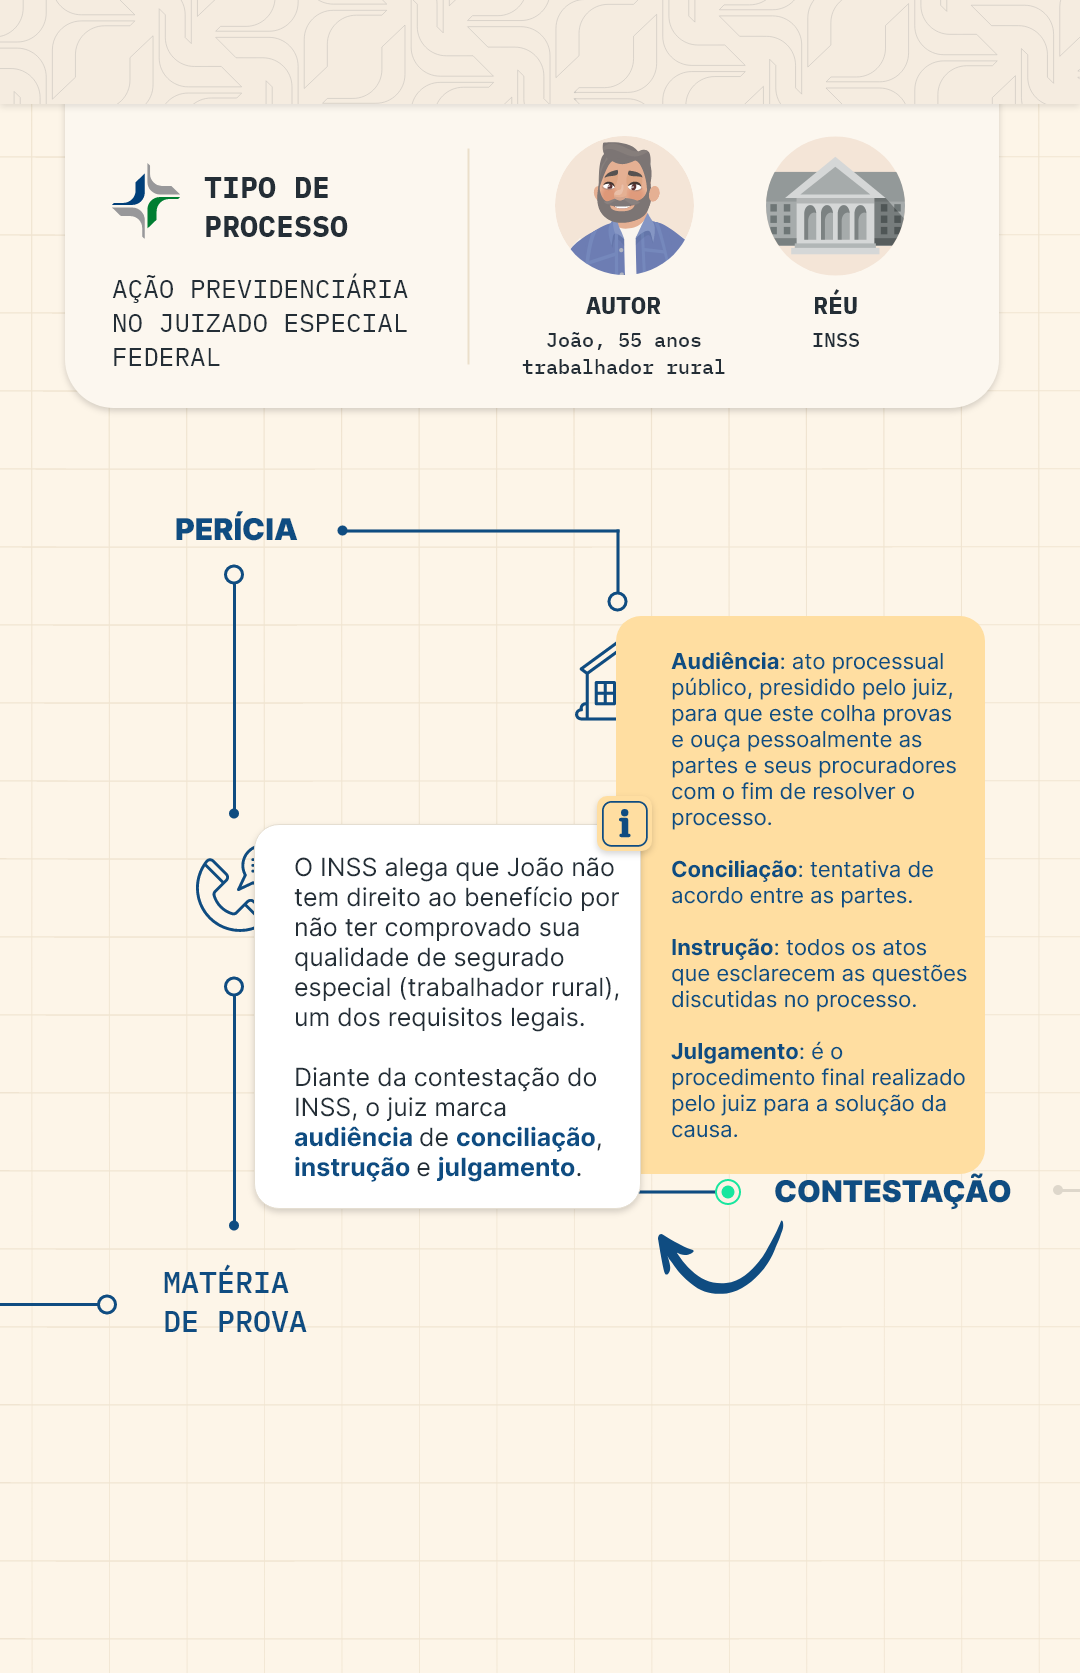 TIPO DE
PROCESSO
AÇÃO PREVIDENCIÁRIA
NO JUIZADO ESPECIAL
FEDERAL
AUTOR
João, 55 anos
trabalhador rural
RÉU
INSS
PERÍCIA
Audiência: ato processual
público, presidido pelo juiz,
para que este colha provas
e ouça pessoalmente as
partes e seus procuradores
com o fim de resolver o
processo.
Conciliação: tentativa de
acordo entre as partes.
Instrução: todos os atos
que esclarecem as questões
discutidas no processo.
Julgamento: é o
procedimento final realizado
pelo juiz para a solução da
causa.
i
O INSS alega que João não
tem direito ao benefício por
não ter comprovado sua
qualidade de segurado
especial (trabalhador rural),
um dos requisitos legais.
Diante da contestação do
INSS, o juiz marca
audiência de conciliação,
instrução e julgamento.
CONTESTAÇÃO
MATÉRIA
DE PROVA